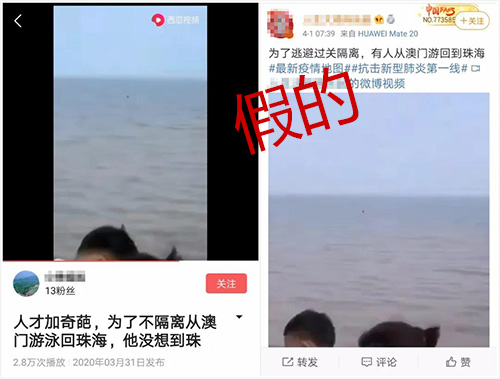 西瓜视频
13粉丝
关注
人才加奇葩，为了不隔离从澳
门游泳回珠海，他没想到珠
2.8万次播放 | 2020年03月31日发布
假的
NO.77358
+关注
4-1 07:39 来自 HUAWEI Mate 20
为了逃避过关隔离，有人从澳门游回到珠海
#最新疫情地图##抗击新型肺炎第一线#
的微博视频
转发
评论
赞